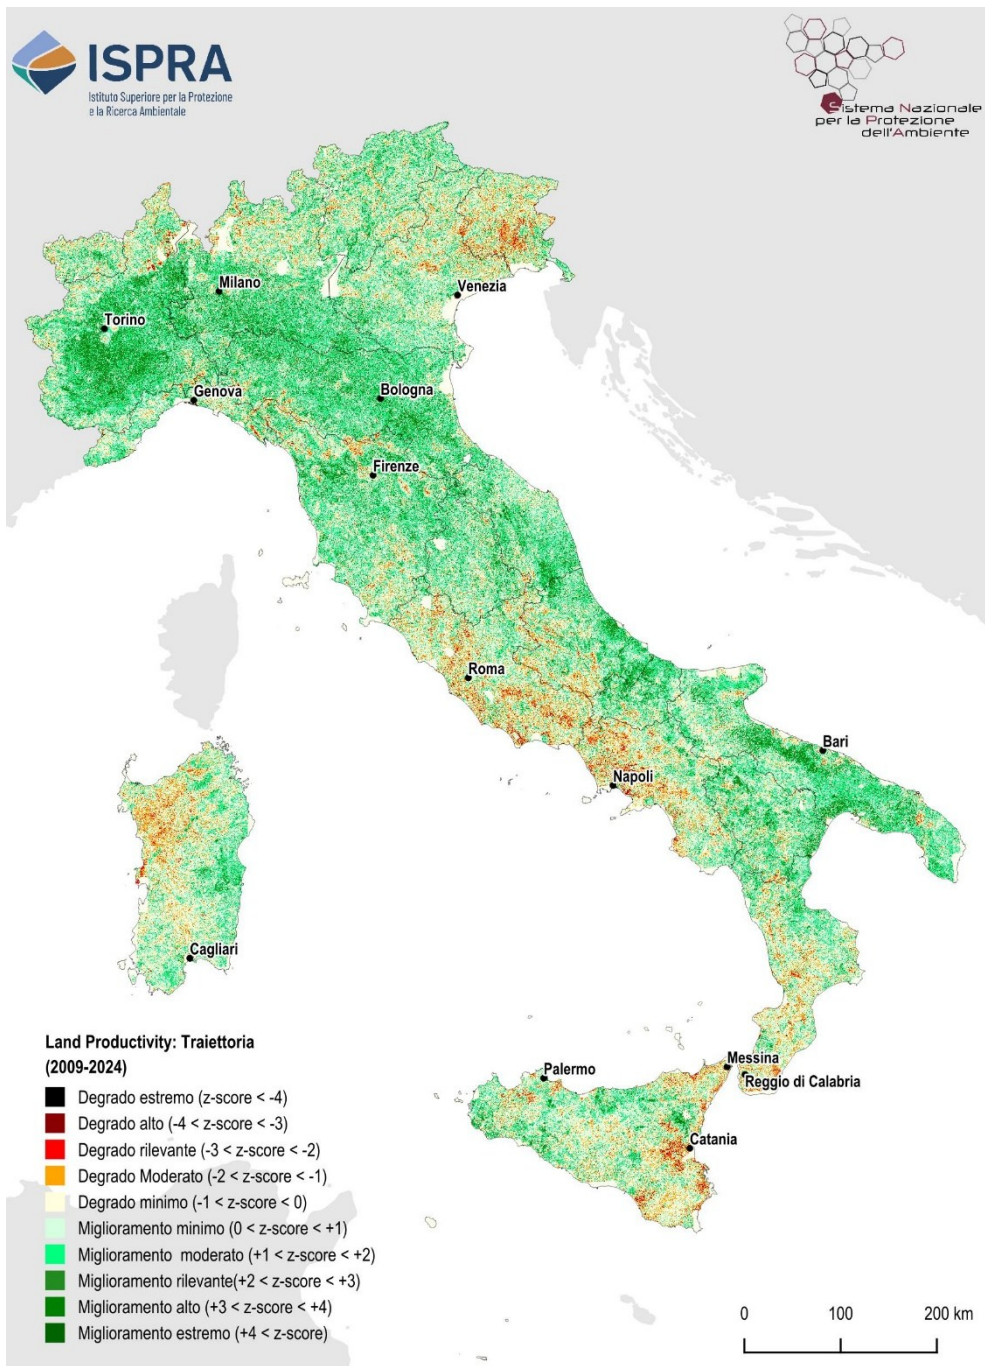 ISPRA
Istituto Superiore per la Protezione
e la Ricerca Ambientale
Sistema Nazionale
per la Protezione
dell'Ambiente
Milano
Venezia
Torino
Genova
Bologna
Firenze
Roma
Bari
Napoli
Cagliari
Messina
Palermo
Reggio di Calabria
Catania
Land Productivity: Traiettoria
(2009-2024)
Degrado estremo (z-score < -4)
Degrado alto (-4 < z-score < -3)
Degrado rilevante (-3 < z-score < -2)
Degrado Moderato (-2 < z-score < -1)
Degrado minimo (-1 < z-score < 0)
Miglioramento minimo (0 < z-score < +1)
Miglioramento  moderato (+1 < z-score < +2)
Miglioramento rilevante(+2 < z-score < +3)
Miglioramento alto (+3 < z-score < +4)
Miglioramento estremo (+4 < z-score)
0 100 200 km